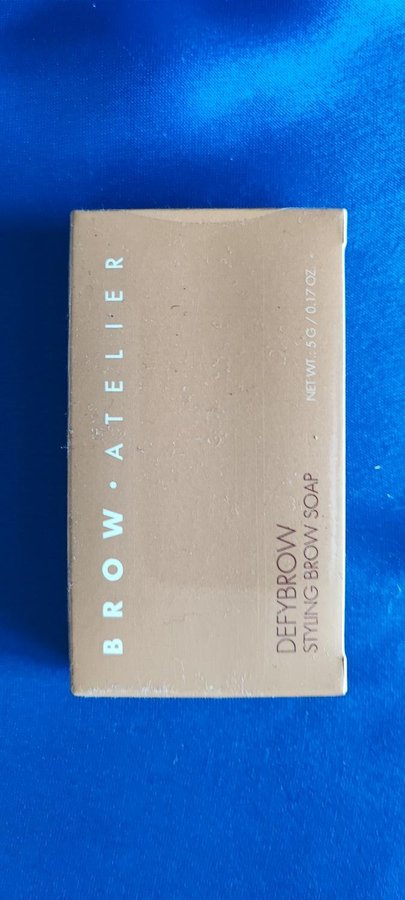 BROW • ATELIER
DEFYBROW
STYLING BROW SOAP
NET WT. 5 G / 0.17 OZ.